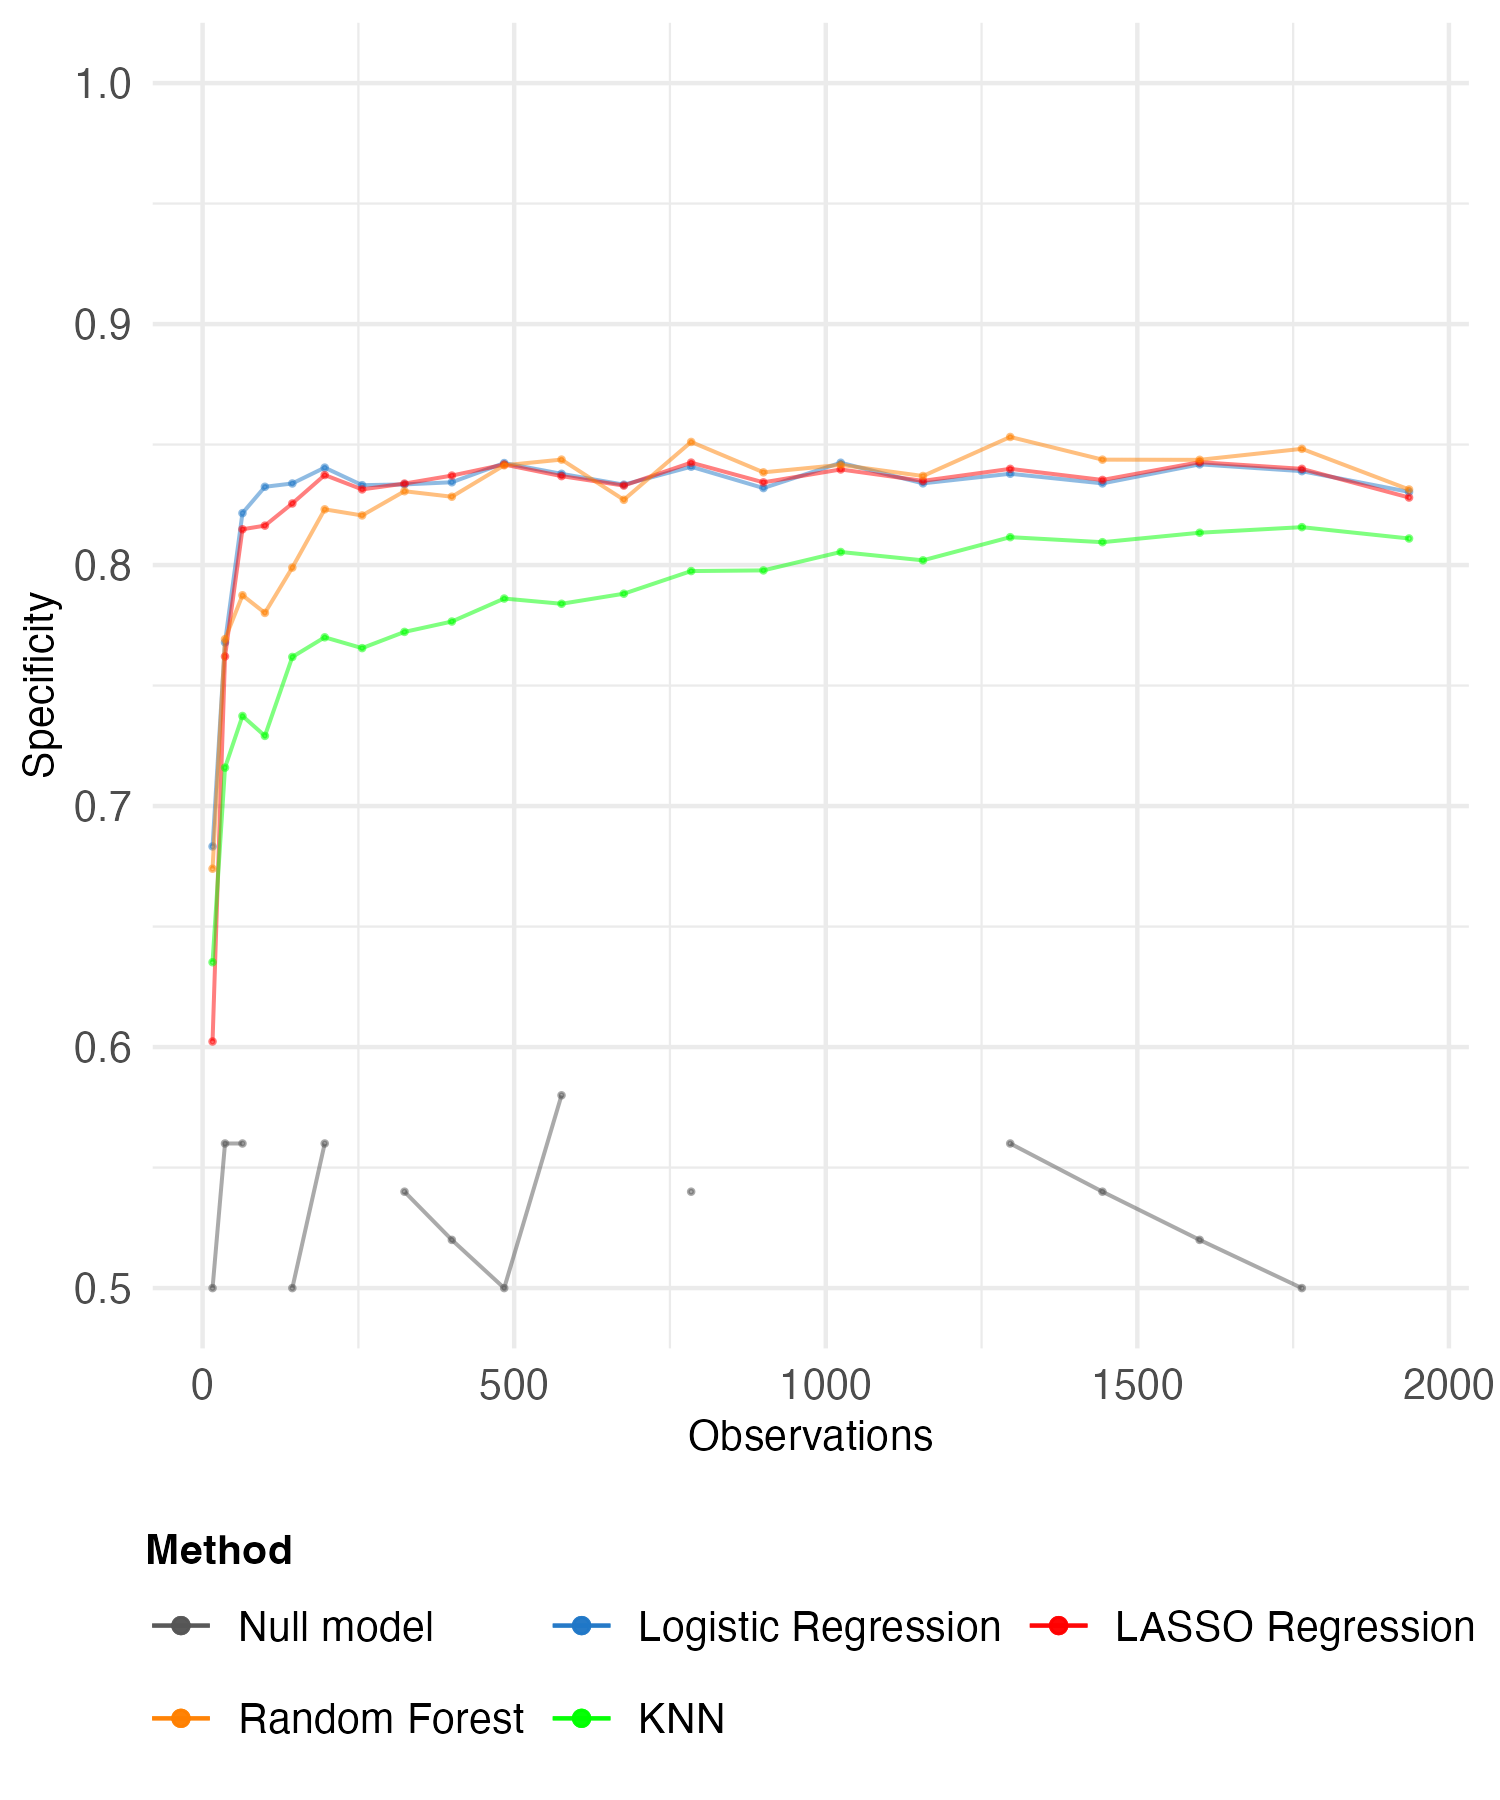 1.0
0.9
0.8
0.7
0.6
0.5
Specificity
0 500 1000 1500 2000
Observations
Method
Null model Logistic Regression LASSO Regression
Random Forest KNN